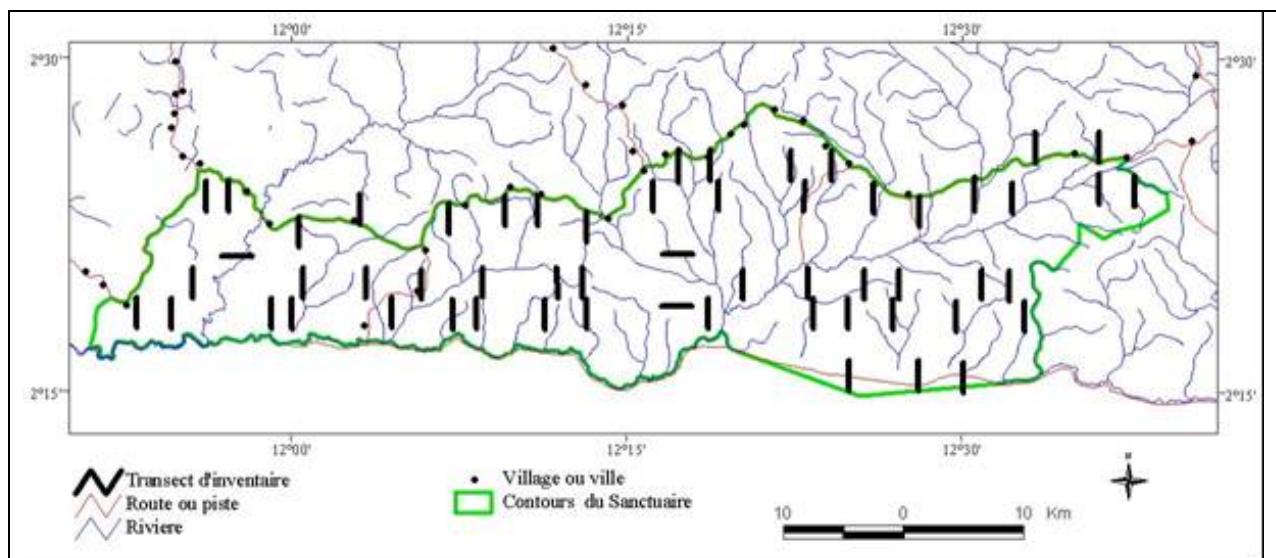 12°00' 12°15' 12°30'
2°30' 2°30'
2°15' 2°15'
12°00' 12°15' 12°30'
Transect d'inventaire
Route ou piste
Riviere
Village ou ville
Contours du Sanctuaire
N
10 0 10 Km